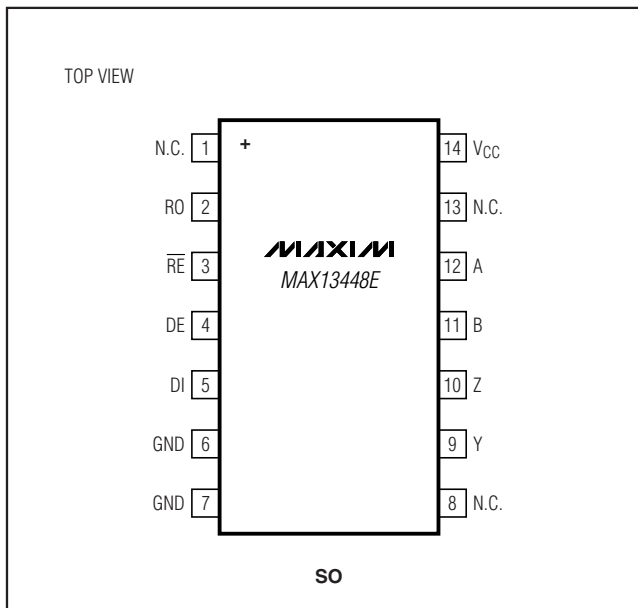 TOP VIEW
N.C. 1 + 14 VCC
RO 2 13 N.C.
MAXIM
R̅E̅ 3 12 A
MAX13448E
DE 4 11 B
DI 5 10 Z
GND 6 9 Y
GND 7 8 N.C.
SO